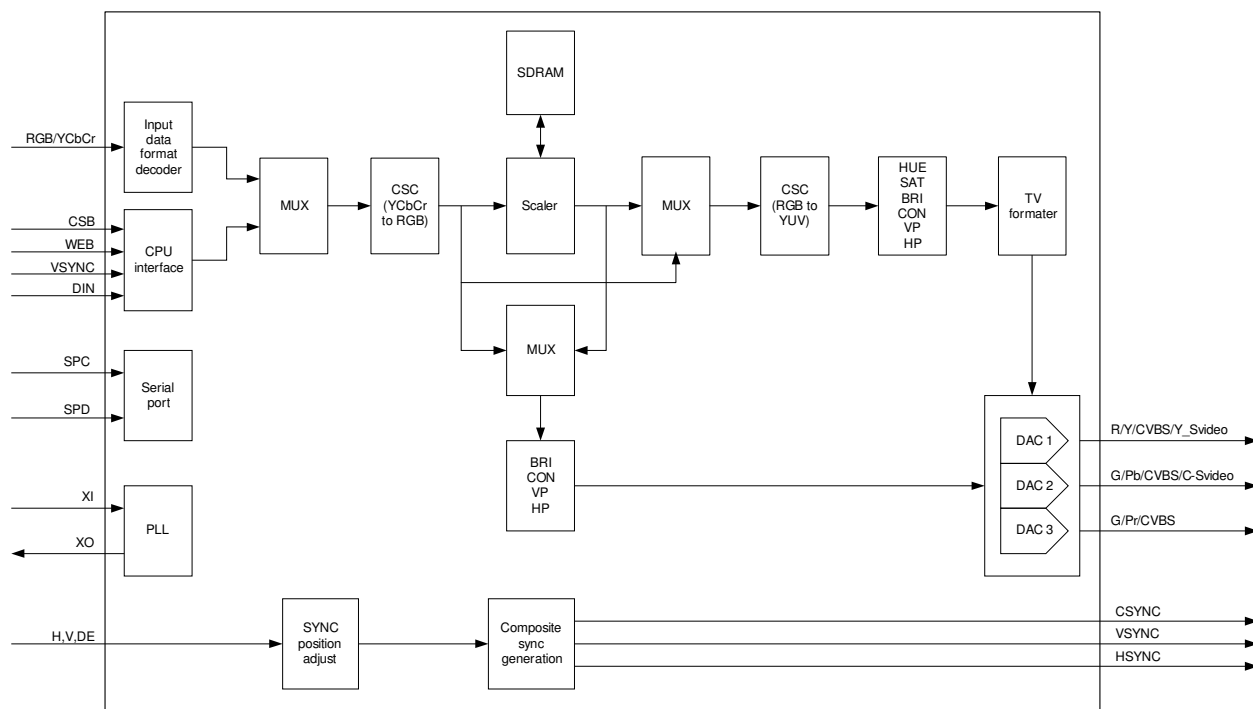 SDRAM
RGB/YCbCr
Input
data
format
decoder
MUX
CSC
(YCbCr
to RGB)
Scaler
MUX
CSC
(RGB to
YUV)
HUE
SAT
BRI
CON
VP
HP
TV
formater
CSB
WEB
VSYNC
DIN
CPU
interface
MUX
SPC
SPD
Serial
port
BRI
CON
VP
HP
DAC 1
DAC 2
DAC 3
R/Y/CVBS/Y_Svideo
G/Pb/CVBS/C-Svideo
G/Pr/CVBS
XI
XO
PLL
H,V,DE
SYNC
position
adjust
Composite
sync
generation
CSYNC
VSYNC
HSYNC